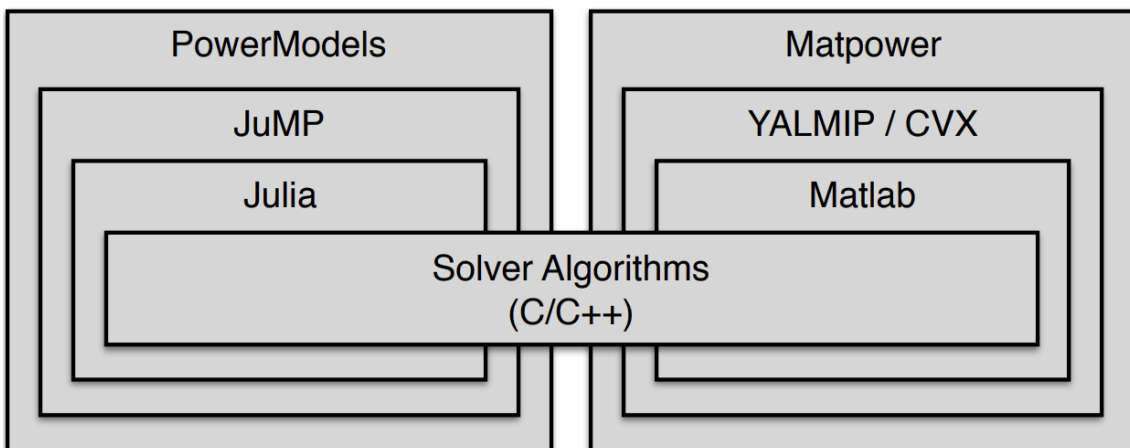 PowerModels
JuMP
Julia
Matpower
YALMIP / CVX
Matlab
Solver Algorithms
(C/C++)